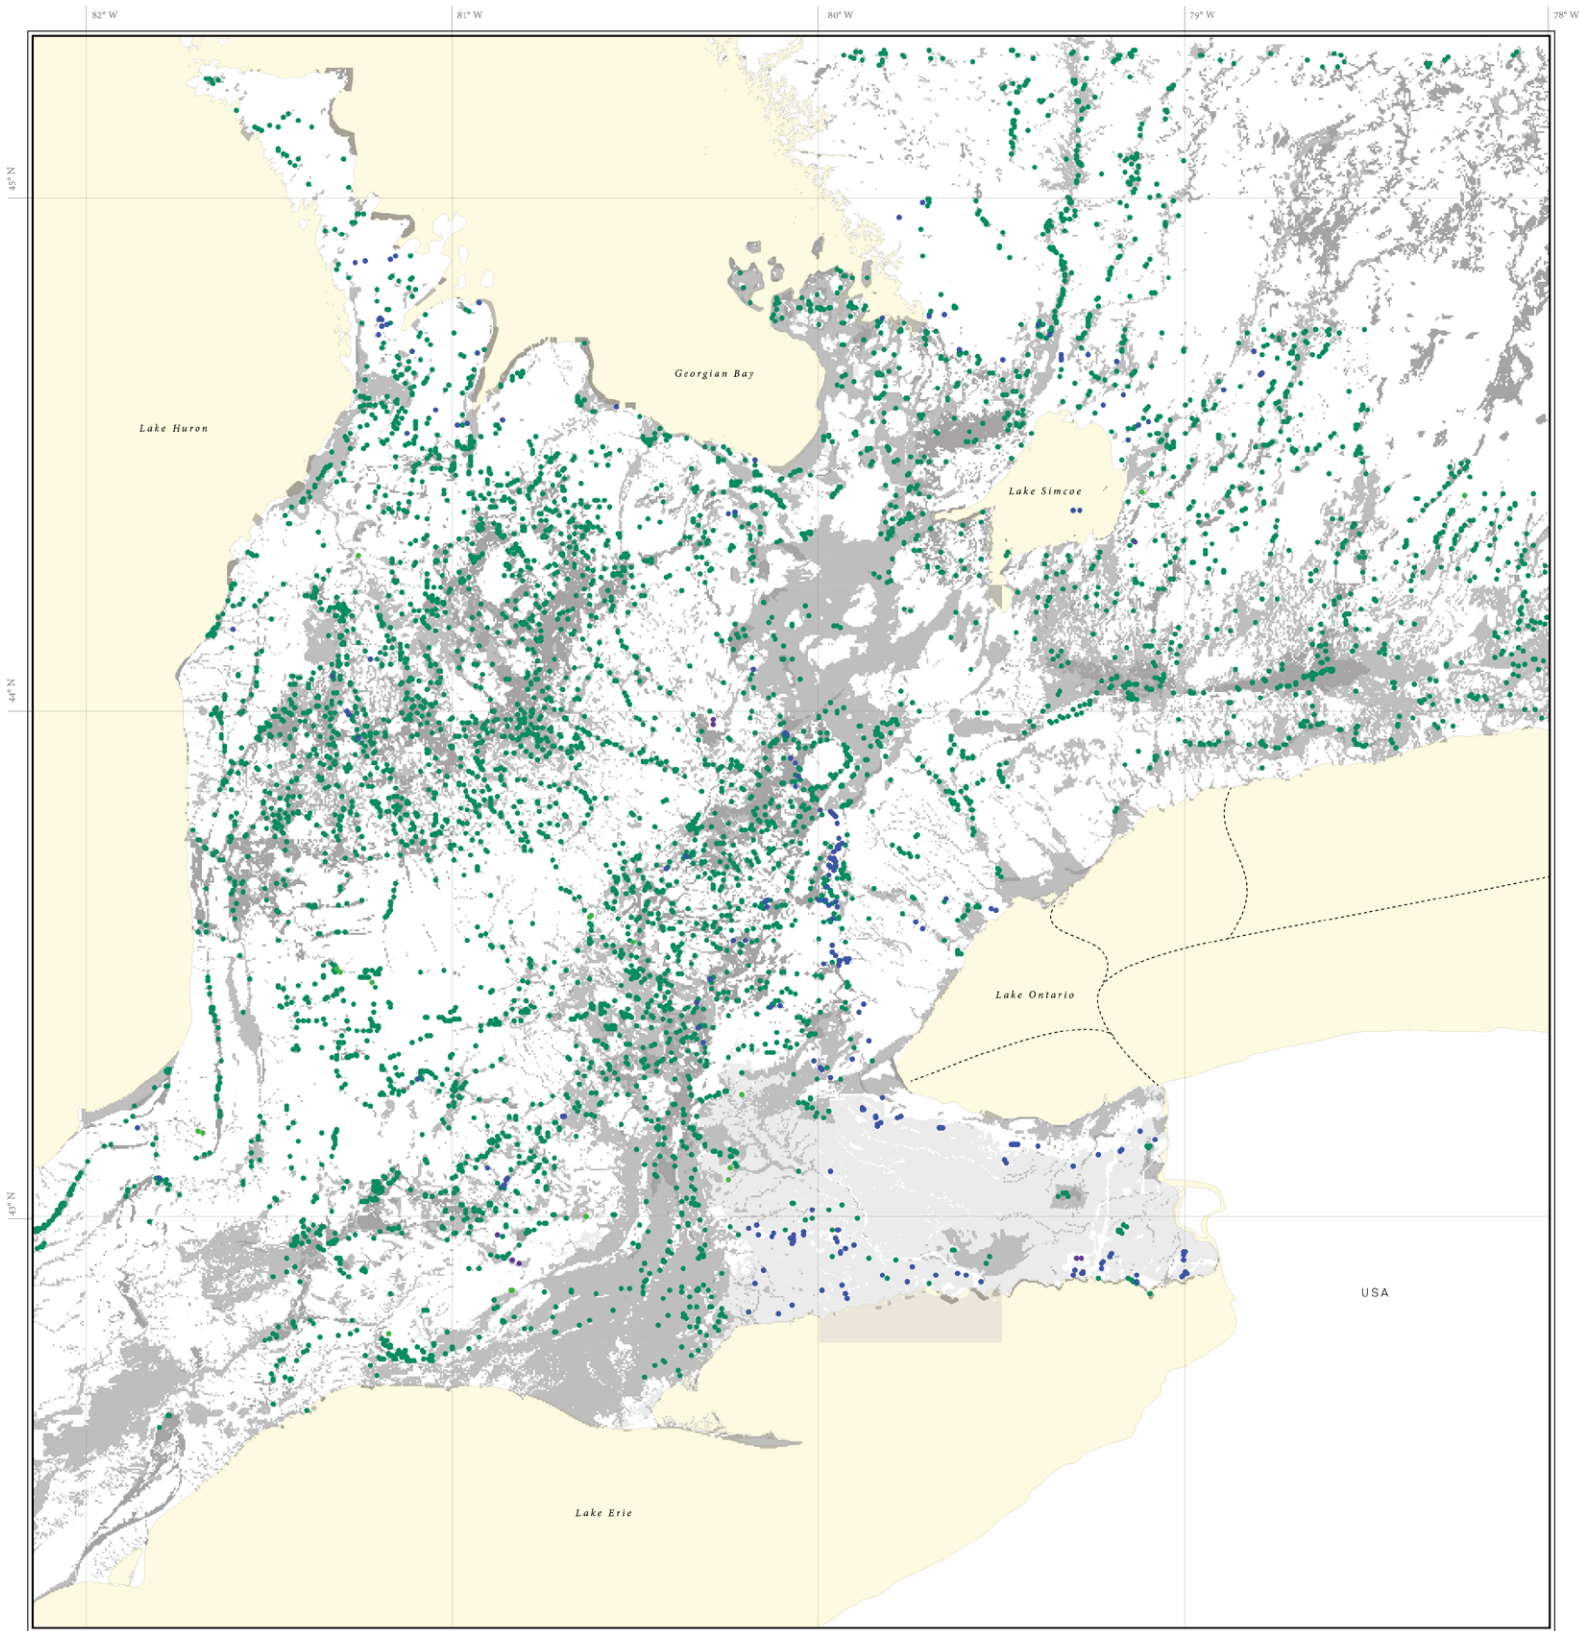 82° W
81° W
80° W
79° W
78° W
45° N
Georgian Bay
Lake Huron
Lake Simcoe
44° N
Lake Ontario
43° N
USA
Lake Erie